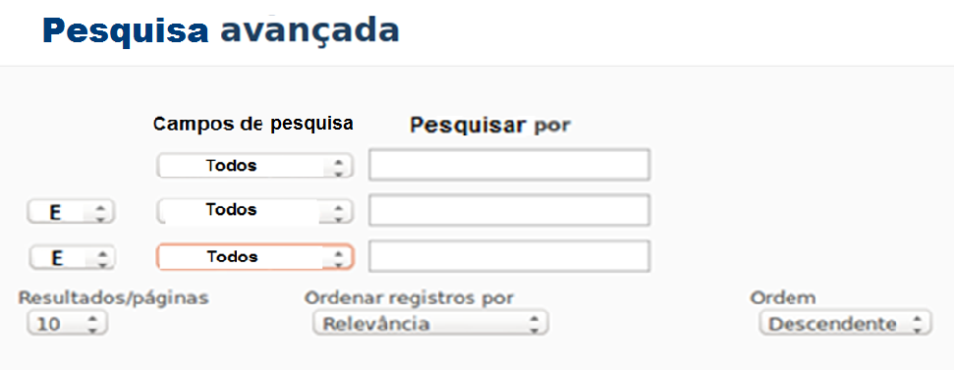 Pesquisa avançada
Campos de pesquisa Pesquisar por
Todos
E Todos
E Todos
Resultados/páginas Ordenar registros por Ordem
10 Relevância Descendente